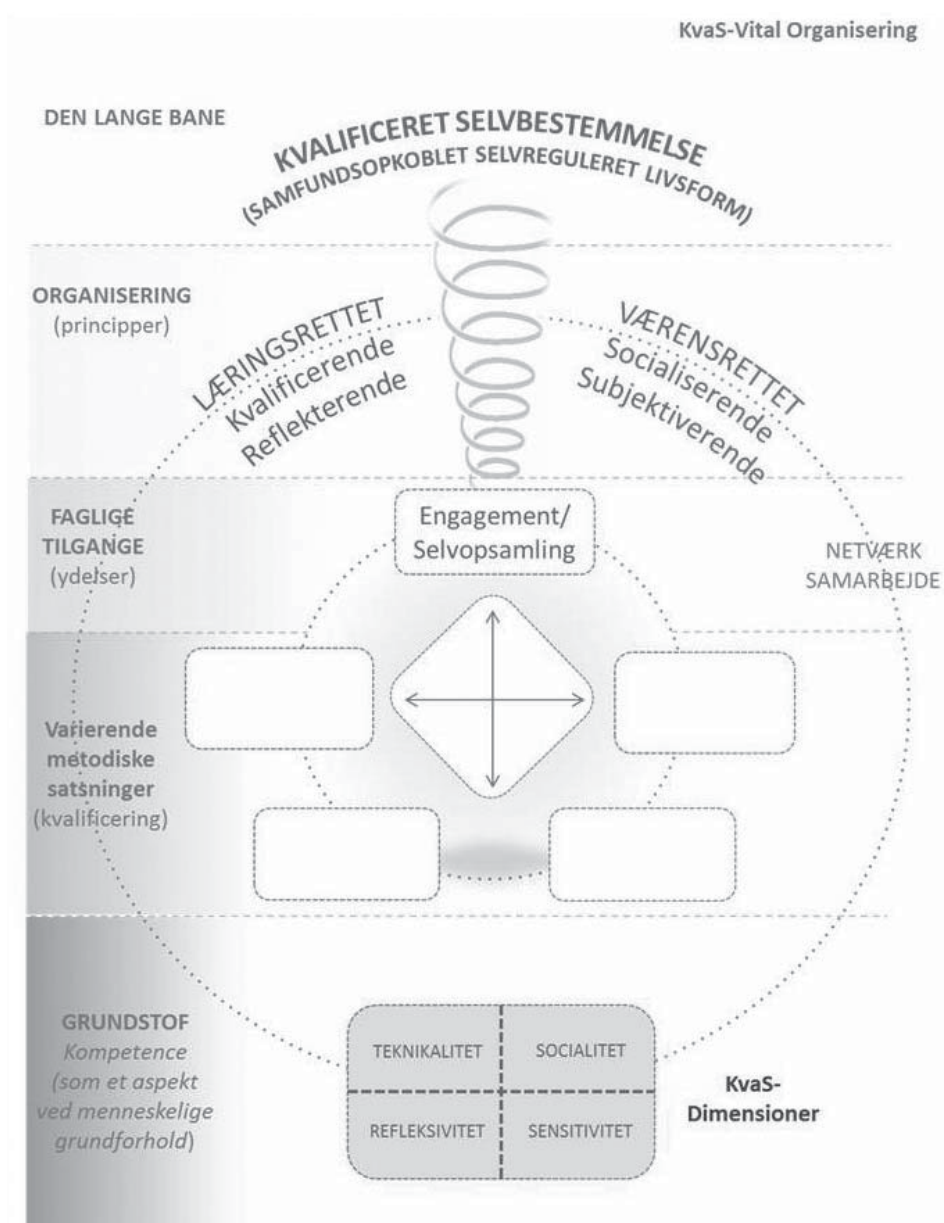 KvaS-Vital Organisering
DEN LANGE BANE
KVALIFICERET SELVBESTEMMELSE
(SAMFUNDSOPKOBLET SELVREGULERET LIVSFORM)
ORGANISERING
(principper)
LÆRINGSRETTET
Kvalificerende
Reflekterende
VÆRENSRETTET
Socialiserende
Subjektiverende
FAGLIGE
TILGANGE
(ydelser)
Engagement/
Selvopsamling
NETVÆRK
SAMARBEJDE
Varierende
metodiske
satsninger
(kvalificering)
GRUNDSTOF
Kompetence
(som et aspekt
ved menneskelige
grundforhold)
TEKNIKALITET
SOCIALITET
REFLEKSIVITET
SENSITIVITET
KvaS-
Dimensioner